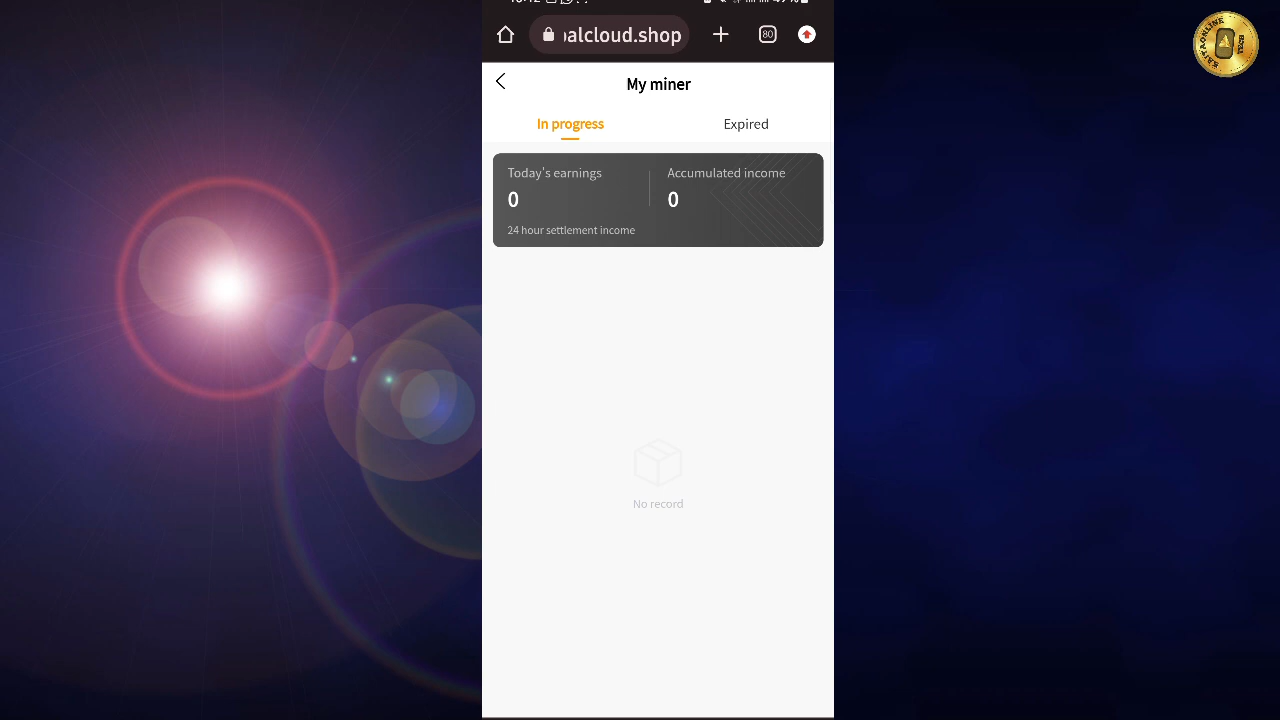 alcloud.shop
80
My miner
In progress
Expired
Today's earnings
Accumulated income
0
0
24 hour settlement income
No record